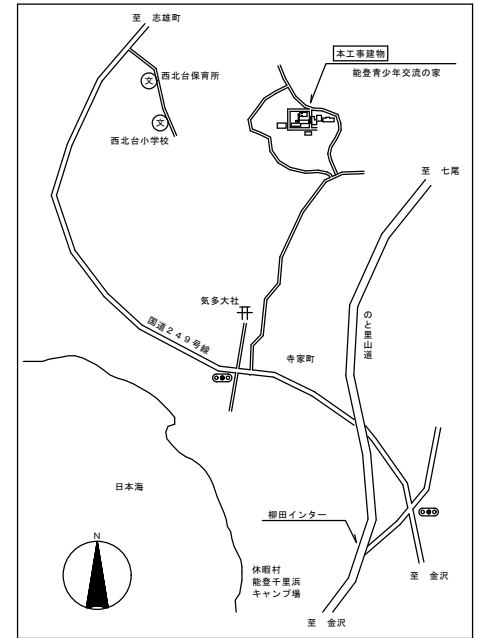 至 志雄町
本工事建物
文
西北台保育所
能登青少年交流の家
文
西北台小学校
至 七尾
気多大社
のと里山道
国道249号線
寺家町
日本海
柳田インター
N
休暇村
能登千里浜
キャンプ場
至 金沢
至 金沢